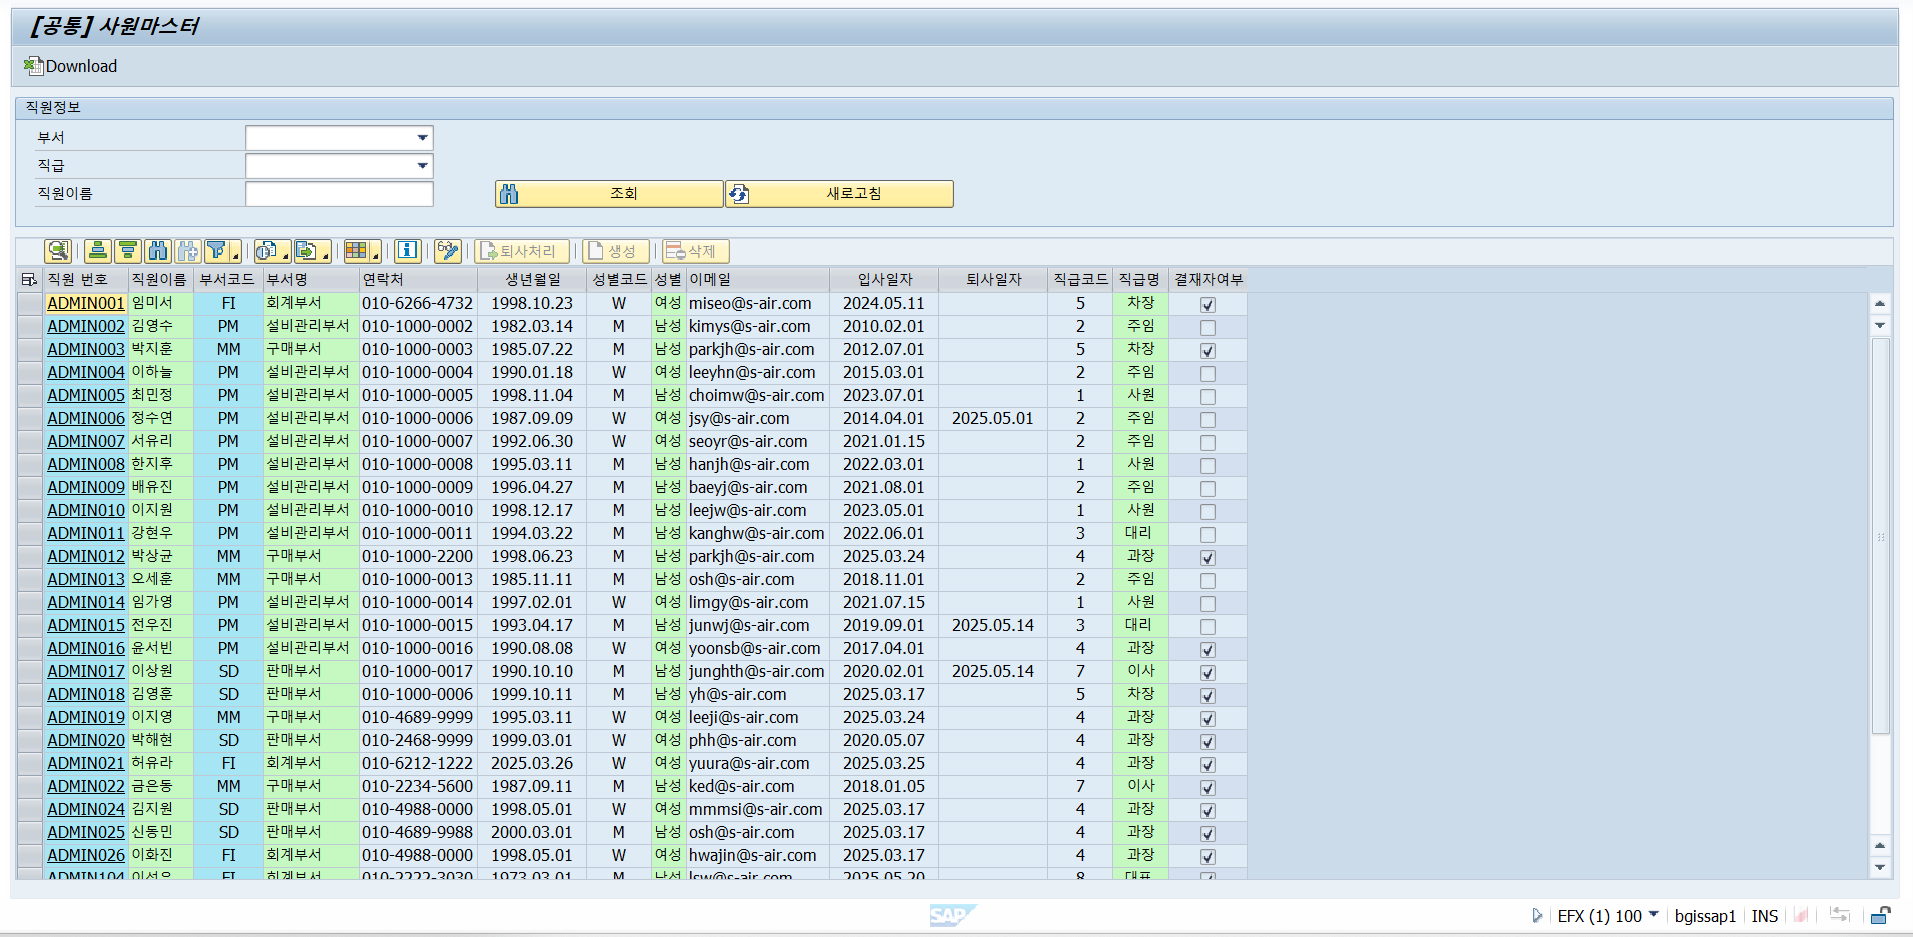 [공통] 사원마스터
Download
직원정보
부서
직급
직원이름
조회 새로고침
퇴사처리 생성 삭제
직원 번호 직원이름 부서코드 부서명 연락처 생년월일 성별코드 성별 이메일 입사일자 퇴사일자 직급코드 직급명 결재자여부
ADMIN001 임미서 FI 회계부서 010-6266-4732 1998.10.23 W 여성 miseo@s-air.com 2024.05.11 5 차장
ADMIN002 김영수 PM 설비관리부서 010-1000-0002 1982.03.14 M 남성 kimys@s-air.com 2010.02.01 2 주임
ADMIN003 박지훈 MM 구매부서 010-1000-0003 1985.07.22 M 남성 parkjh@s-air.com 2012.07.01 5 차장
ADMIN004 이하늘 PM 설비관리부서 010-1000-0004 1990.01.18 W 여성 leeyhn@s-air.com 2015.03.01 2 주임
ADMIN005 최민정 PM 설비관리부서 010-1000-0005 1998.11.04 M 남성 choimw@s-air.com 2023.07.01 1 사원
ADMIN006 정수연 PM 설비관리부서 010-1000-0006 1987.09.09 W 여성 jsy@s-air.com 2014.04.01 2025.05.01 2 주임
ADMIN007 서유리 PM 설비관리부서 010-1000-0007 1992.06.30 W 여성 seoyr@s-air.com 2021.01.15 2 주임
ADMIN008 한지후 PM 설비관리부서 010-1000-0008 1995.03.11 M 남성 hanjh@s-air.com 2022.03.01 1 사원
ADMIN009 배유진 PM 설비관리부서 010-1000-0009 1996.04.27 M 남성 baeyj@s-air.com 2021.08.01 2 주임
ADMIN010 이지원 PM 설비관리부서 010-1000-0010 1998.12.17 M 남성 leejw@s-air.com 2023.05.01 1 사원
ADMIN011 강현우 PM 설비관리부서 010-1000-0011 1994.03.22 M 남성 kanghw@s-air.com 2022.06.01 3 대리
ADMIN012 박상균 MM 구매부서 010-1000-2200 1998.06.23 M 남성 parkjh@s-air.com 2025.03.24 4 과장
ADMIN013 오세훈 MM 구매부서 010-1000-0013 1985.11.11 M 남성 osh@s-air.com 2018.11.01 2 주임
ADMIN014 임가영 PM 설비관리부서 010-1000-0014 1997.02.01 W 여성 limgy@s-air.com 2021.07.15 1 사원
ADMIN015 전우진 PM 설비관리부서 010-1000-0015 1993.04.17 M 남성 junwj@s-air.com 2019.09.01 2025.05.14 3 대리
ADMIN016 윤서빈 PM 설비관리부서 010-1000-0016 1990.08.08 W 여성 yoonsb@s-air.com 2017.04.01 4 과장
ADMIN017 이상원 SD 판매부서 010-1000-0017 1990.10.10 M 남성 junghth@s-air.com 2020.02.01 2025.05.14 7 이사
ADMIN018 김영훈 SD 판매부서 010-1000-0006 1999.10.11 M 남성 yh@s-air.com 2025.03.17 5 차장
ADMIN019 이지영 MM 구매부서 010-4689-9999 1995.03.11 W 여성 leeji@s-air.com 2025.03.24 4 과장
ADMIN020 박해현 SD 판매부서 010-2468-9999 1999.03.01 W 여성 phh@s-air.com 2020.05.07 4 과장
ADMIN021 허유라 FI 회계부서 010-6212-1222 2025.03.26 W 여성 yuura@s-air.com 2025.03.25 4 과장
ADMIN022 금은동 MM 구매부서 010-2234-5600 1987.09.11 M 남성 ked@s-air.com 2018.01.05 7 이사
ADMIN024 김지원 SD 판매부서 010-4988-0000 1998.05.01 W 여성 mmmsi@s-air.com 2025.03.17 4 과장
ADMIN025 신동민 SD 판매부서 010-4689-9988 2000.03.01 M 남성 osh@s-air.com 2025.03.17 4 과장
ADMIN026 이화진 FI 회계부서 010-4988-0000 1998.05.01 W 여성 hwajin@s-air.com 2025.03.17 4 과장
ADMIN104 FI 회계부서 010-2222-3030 1973.03.01 M 남성 lsw@s-air.com 2025.05.20 8 대표
SAP
EFX (1) 100 bgissap1 INS